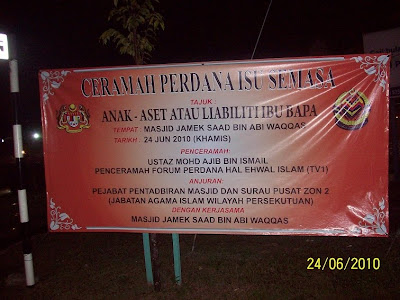 CERAMAH PERDANA ISU SEMASA
TAJUK:
ANAK - ASET ATAU LIABILITI IBU BAPA
TEMPAT : MASJID JAMEK SAAD BIN ABI WAQQAS
TARIKH : 24 JUN 2010 (KHAMIS)
PENCERAMAH:
USTAZ MOHD AJIB BIN ISMAIL
PENCERAMAH FORUM PERDANA HAL EHWAL ISLAM (TV1)
ANJURAN:
PEJABAT PENTADBIRAN MASJID DAN SURAU PUSAT ZON 2
(JABATAN AGAMA ISLAM WILAYAH PERSEKUTUAN)
DENGAN KERJASAMA
MASJID JAMEK SAAD BIN ABI WAQQAS
24/06/2010